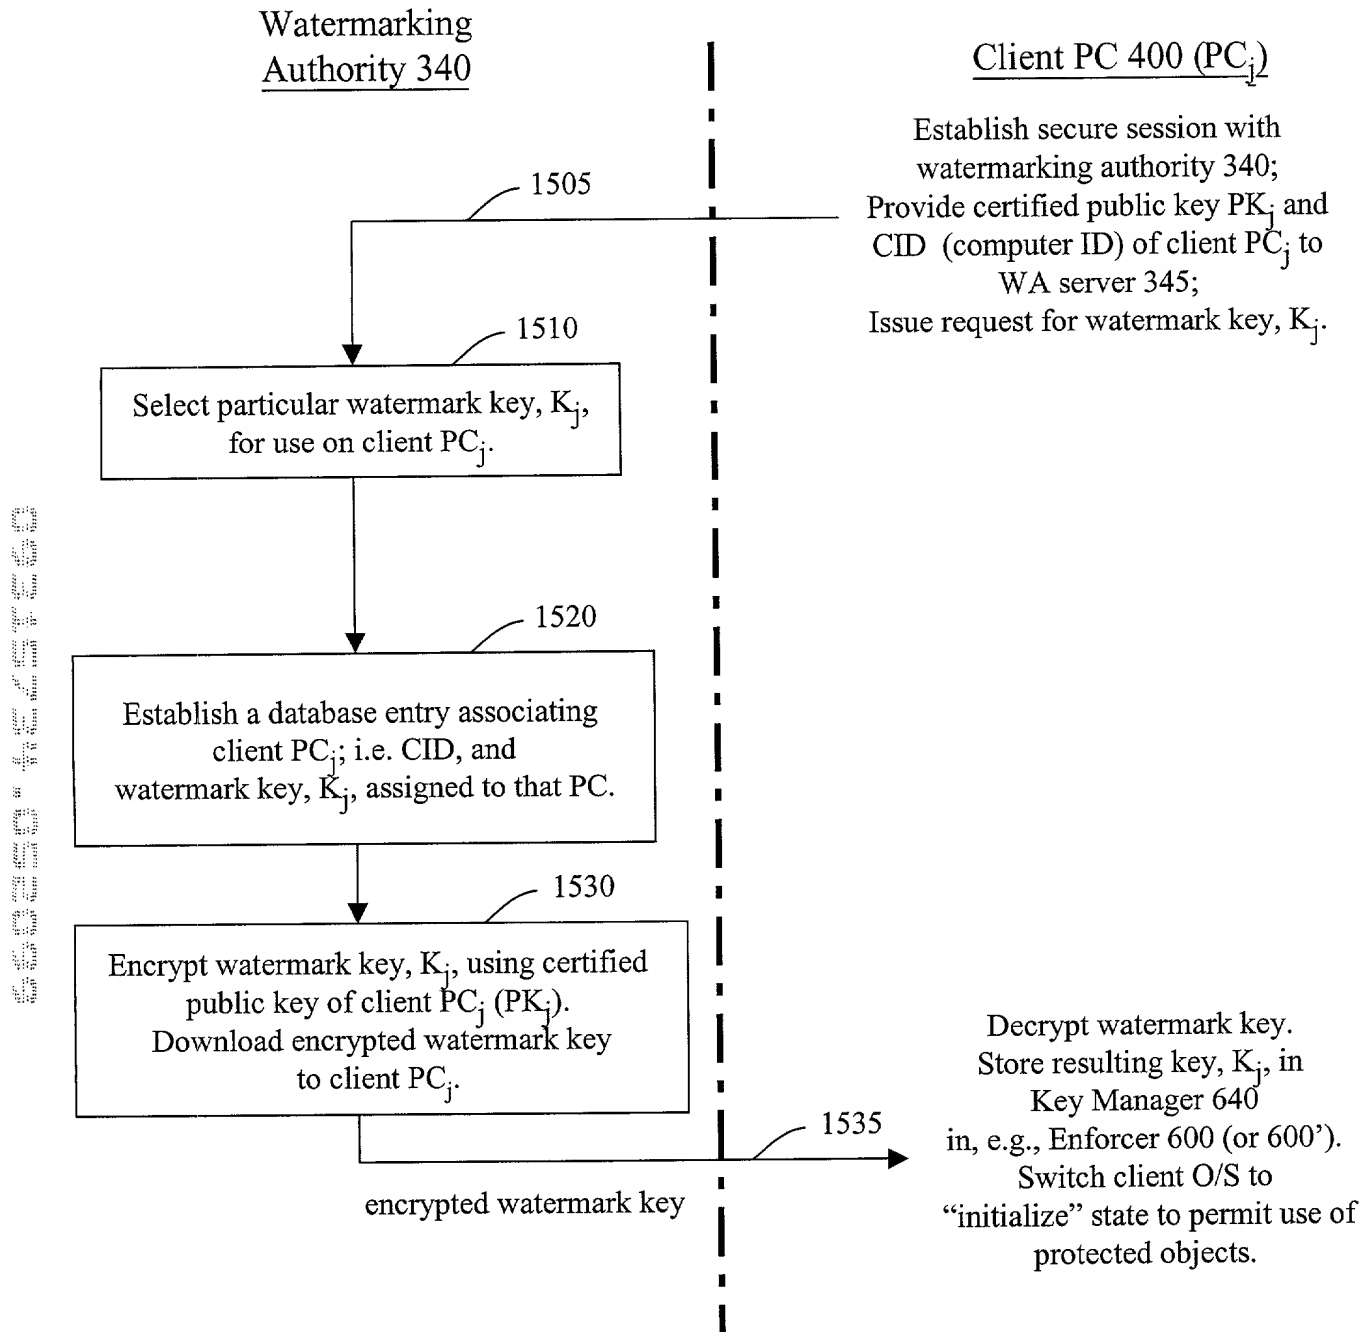 Watermarking
Authority 340
Client PC 400 (PCj)
Establish secure session with
watermarking authority 340;
Provide certified public key PKj and
CID (computer ID) of client PCj to
WA server 345;
Issue request for watermark key, Kj.
1505
1510
Select particular watermark key, Kj,
for use on client PCj.
1520
Establish a database entry associating
client PCj; i.e. CID, and
watermark key, Kj, assigned to that PC.
1530
Encrypt watermark key, Kj, using certified
public key of client PCj (PKj).
Download encrypted watermark key
to client PCj.
1535
encrypted watermark key
Decrypt watermark key.
Store resulting key, Kj, in
Key Manager 640
in, e.g., Enforcer 600 (or 600’).
Switch client O/S to
“initialize” state to permit use of
protected objects.